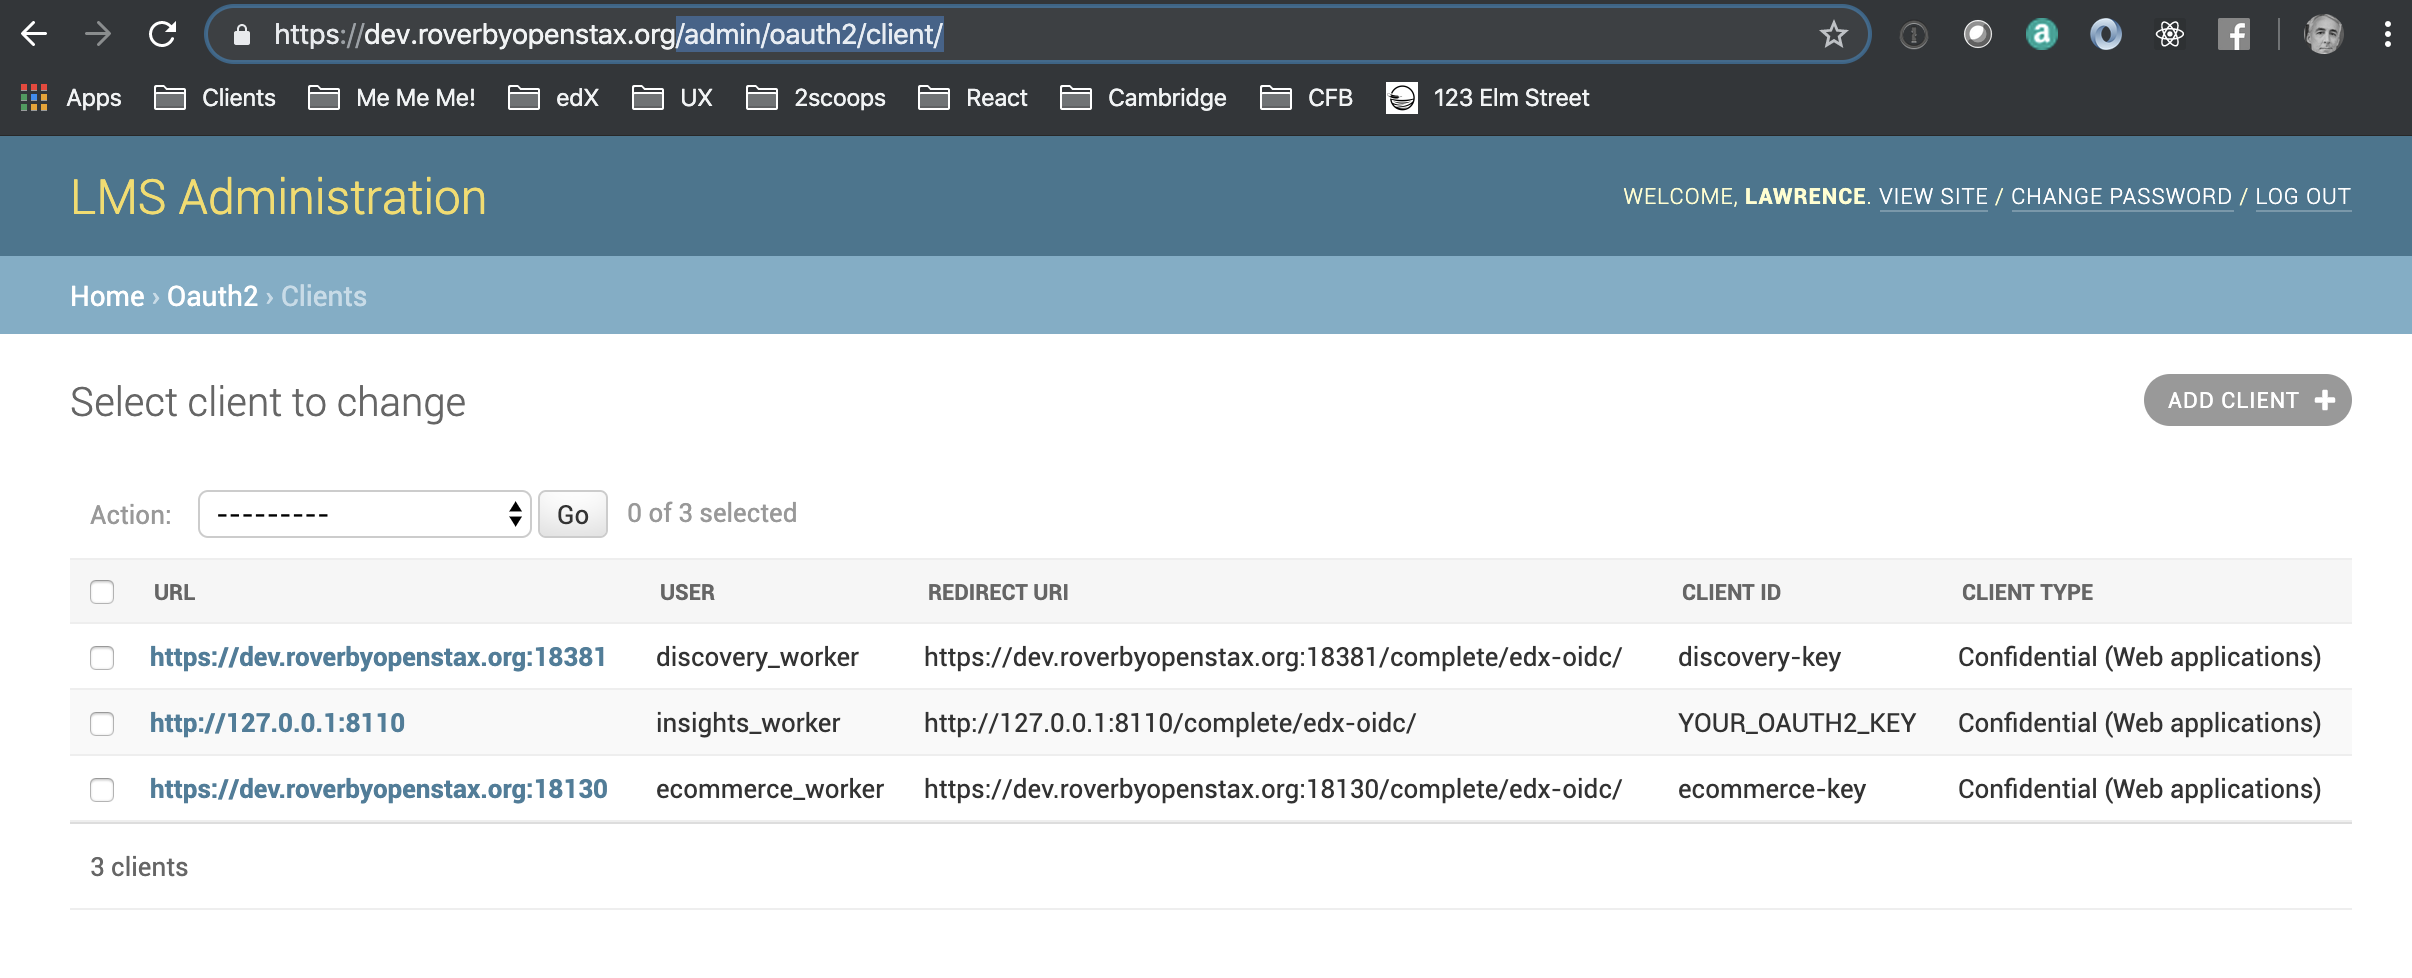 https://dev.roverbyopenstax.org/admin/oauth2/client/
Apps Clients Me Me Me! edX UX 2scoops React Cambridge CFB 123 Elm Street
LMS Administration
WELCOME, LAWRENCE. VIEW SITE / CHANGE PASSWORD / LOG OUT
Home › Oauth2 › Clients
Select client to change
ADD CLIENT +
Action: --------- Go 0 of 3 selected
URL USER REDIRECT URI CLIENT ID CLIENT TYPE
https://dev.roverbyopenstax.org:18381 discovery_worker https://dev.roverbyopenstax.org:18381/complete/edx-oidc/ discovery-key Confidential (Web applications)
http://127.0.0.1:8110 insights_worker http://127.0.0.1:8110/complete/edx-oidc/ YOUR_OAUTH2_KEY Confidential (Web applications)
https://dev.roverbyopenstax.org:18130 ecommerce_worker https://dev.roverbyopenstax.org:18130/complete/edx-oidc/ ecommerce-key Confidential (Web applications)
3 clients